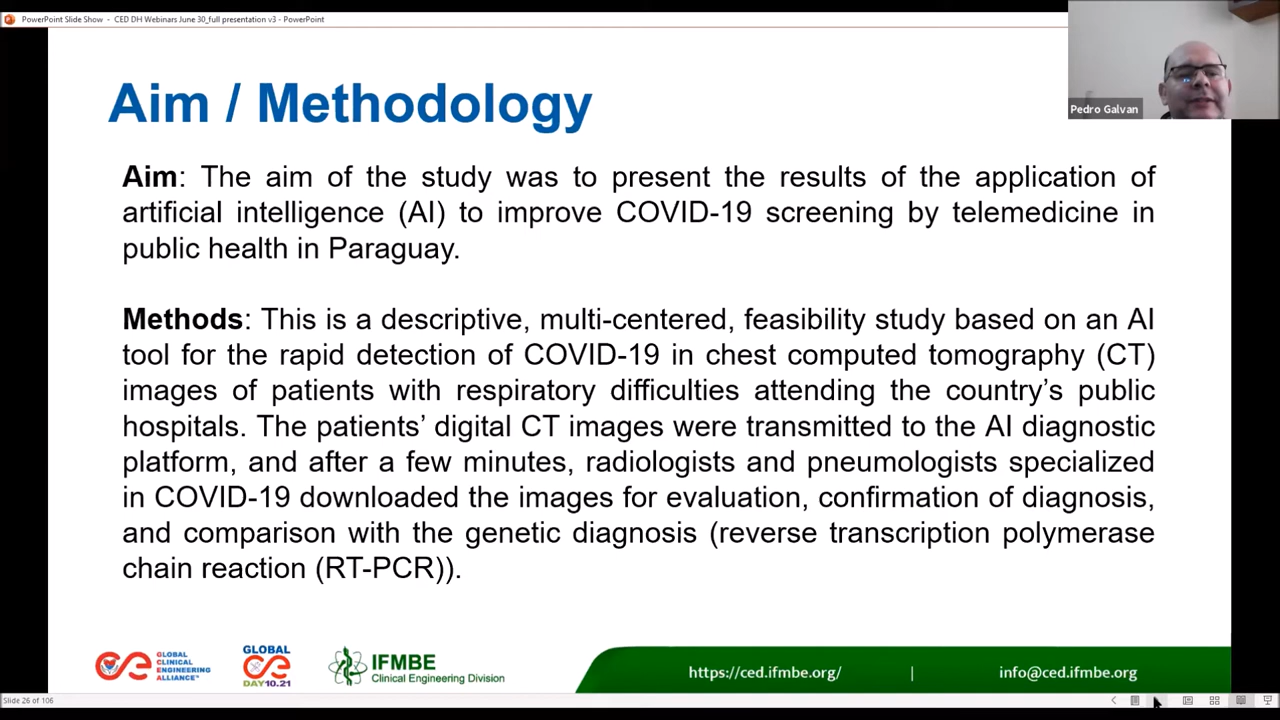 PowerPoint Slide Show - CED DH Webinars June 30_full presentation v3 - PowerPoint
Pedro Galvan
Aim / Methodology
Aim: The aim of the study was to present the results of the application of
artificial intelligence (AI) to improve COVID-19 screening by telemedicine in
public health in Paraguay.
Methods: This is a descriptive, multi-centered, feasibility study based on an AI
tool for the rapid detection of COVID-19 in chest computed tomography (CT)
images of patients with respiratory difficulties attending the country’s public
hospitals. The patients’ digital CT images were transmitted to the AI diagnostic
platform, and after a few minutes, radiologists and pneumologists specialized
in COVID-19 downloaded the images for evaluation, confirmation of diagnosis,
and comparison with the genetic diagnosis (reverse transcription polymerase
chain reaction (RT-PCR)).
GLOBAL
CLINICAL
ENGINEERING
ALLIANCE™
GLOBAL
DAY10.21
IFMBE
Clinical Engineering Division
https://ced.ifmbe.org/ | info@ced.ifmbe.org
Slide 26 of 106